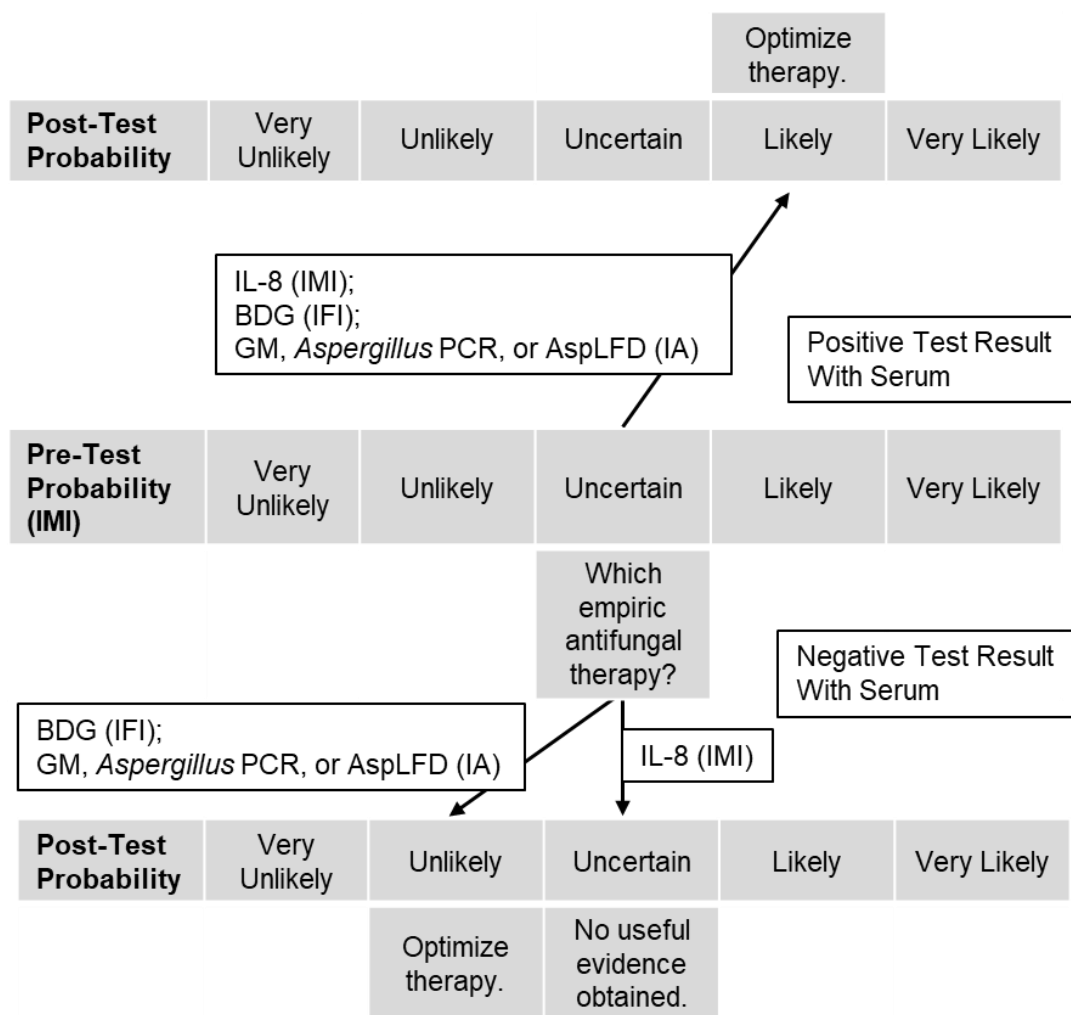 Optimize
therapy.
Post-Test
Probability
Very
Unlikely
Unlikely
Uncertain
Likely
Very Likely
IL-8 (IMI);
BDG (IFI);
GM, Aspergillus PCR, or AspLFD (IA)
Positive Test Result
With Serum
Pre-Test
Probability
(IMI)
Very
Unlikely
Unlikely
Uncertain
Likely
Very Likely
Which
empiric
antifungal
therapy?
Negative Test Result
With Serum
BDG (IFI);
GM, Aspergillus PCR, or AspLFD (IA)
IL-8 (IMI)
Post-Test
Probability
Very
Unlikely
Unlikely
Uncertain
Likely
Very Likely
Optimize
therapy.
No useful
evidence
obtained.